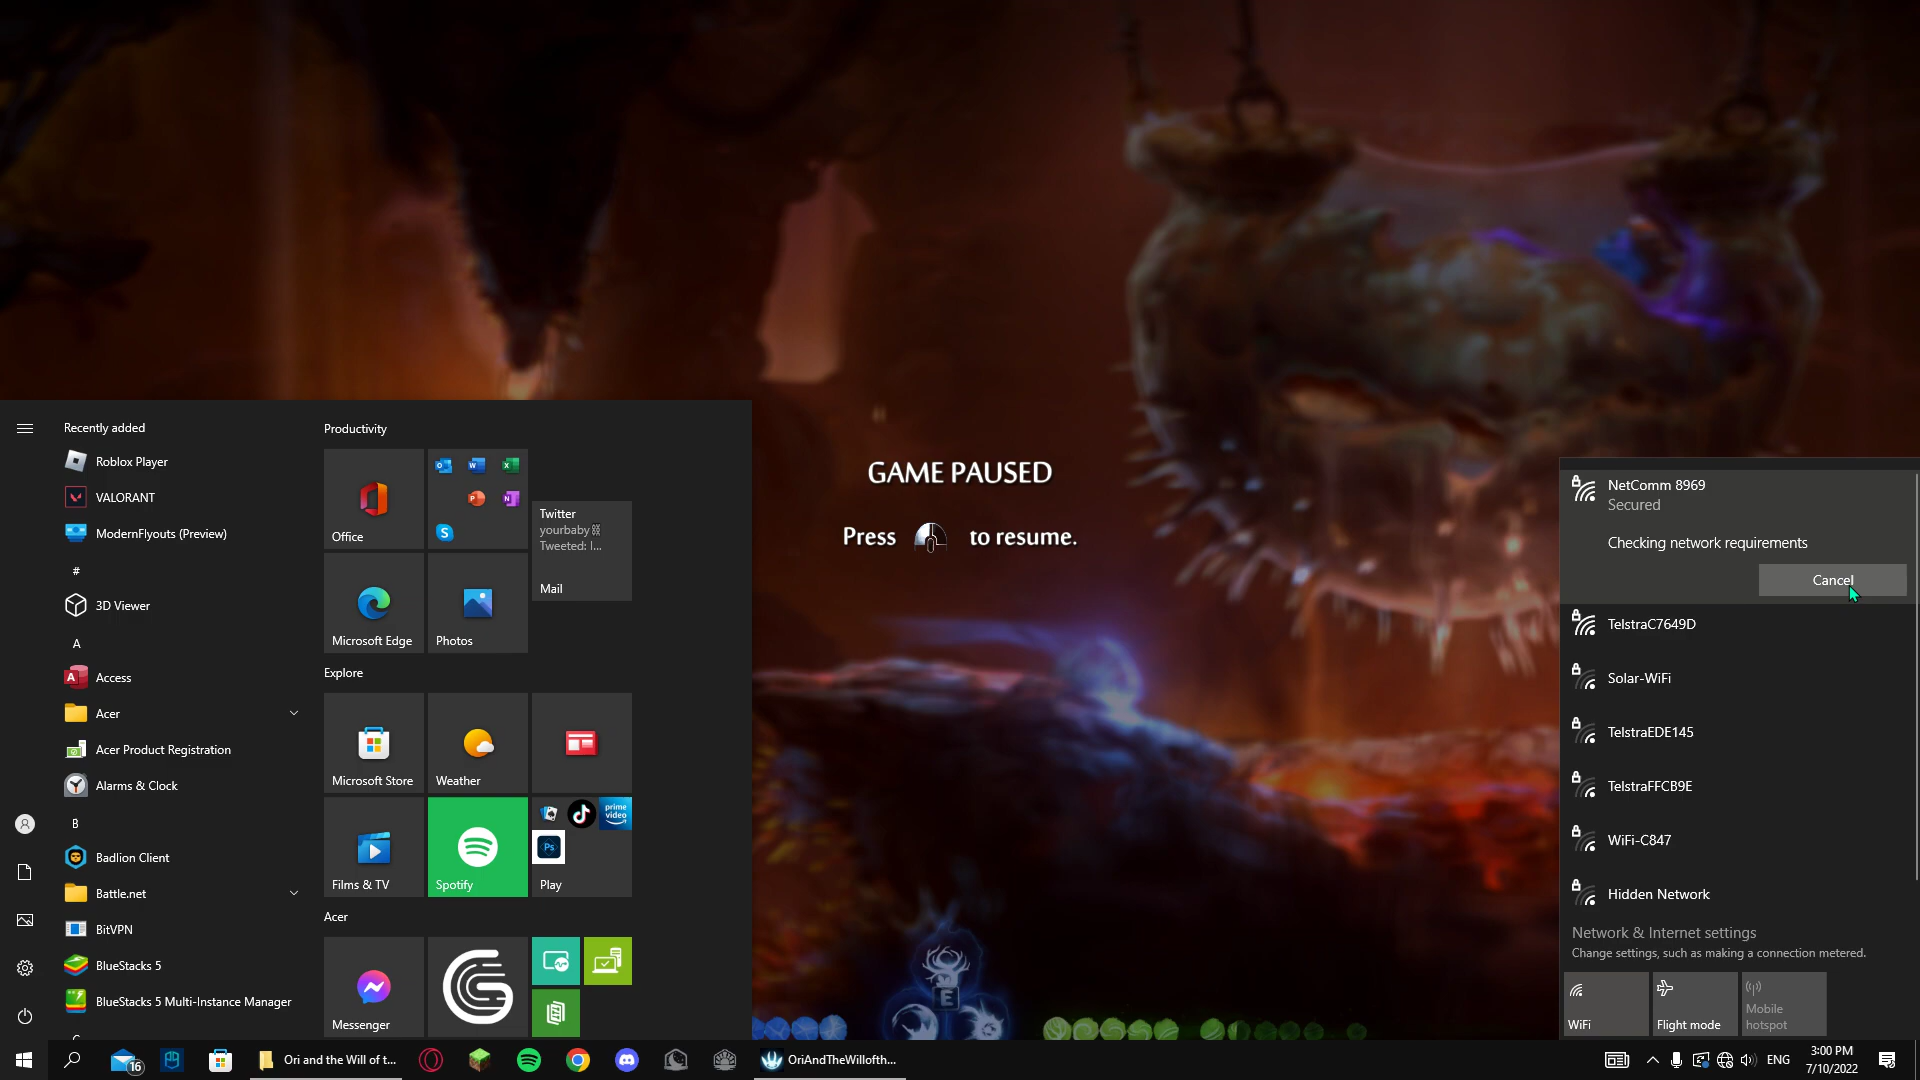 GAME PAUSED
Press to resume.
Recently added
Roblox Player
VALORANT
ModernFlyouts (Preview)
#
3D Viewer
A
Access
Acer
Acer Product Registration
Alarms & Clock
B
Badlion Client
Battle.net
BitVPN
BlueStacks 5
BlueStacks 5 Multi-Instance Manager
Productivity
Office
Twitter
yourbaby
Tweeted: I...
Mail
Microsoft Edge
Photos
Explore
Microsoft Store
Weather
Films & TV
Spotify
prime video
Ps
Play
Acer
Messenger
E
NetComm 8969
Secured
Checking network requirements
Cancel
TelstraC7649D
Solar-WiFi
TelstraEDE145
TelstraFFCB9E
WiFi-C847
Hidden Network
Network & Internet settings
Change settings, such as making a connection metered.
WiFi
Flight mode
Mobile
hotspot
16
Ori and the Will of t...
OriAndTheWillofth...
ENG
3:00 PM
7/10/2022